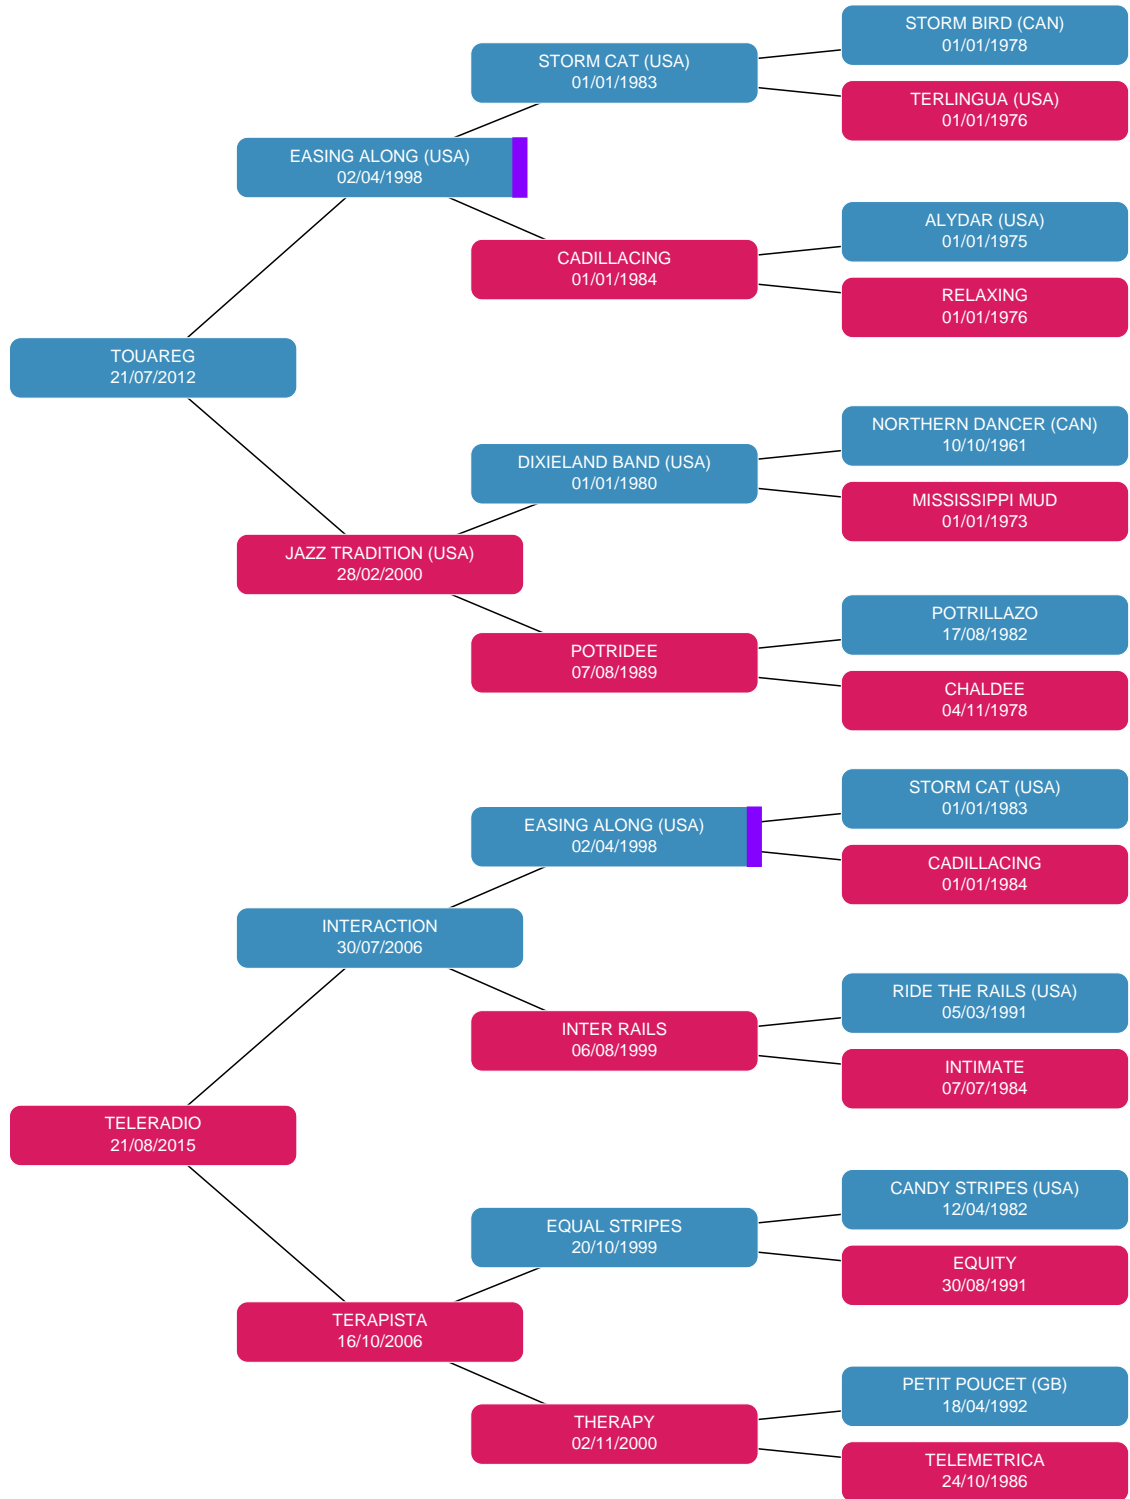 STORM BIRD (CAN)
01/01/1978
STORM CAT (USA)
01/01/1983
TERLINGUA (USA)
01/01/1976
EASING ALONG (USA)
02/04/1998
ALYDAR (USA)
01/01/1975
CADILLACING
01/01/1984
RELAXING
01/01/1976
TOUAREG
21/07/2012
NORTHERN DANCER (CAN)
10/10/1961
DIXIELAND BAND (USA)
01/01/1980
MISSISSIPPI MUD
01/01/1973
JAZZ TRADITION (USA)
28/02/2000
POTRILLAZO
17/08/1982
POTRIDEE
07/08/1989
CHALDEE
04/11/1978
STORM CAT (USA)
01/01/1983
EASING ALONG (USA)
02/04/1998
CADILLACING
01/01/1984
INTERACTION
30/07/2006
RIDE THE RAILS (USA)
05/03/1991
INTER RAILS
06/08/1999
INTIMATE
07/07/1984
TELERADIO
21/08/2015
CANDY STRIPES (USA)
12/04/1982
EQUAL STRIPES
20/10/1999
EQUITY
30/08/1991
TERAPISTA
16/10/2006
PETIT POUCET (GB)
18/04/1992
THERAPY
02/11/2000
TELEMETRICA
24/10/1986